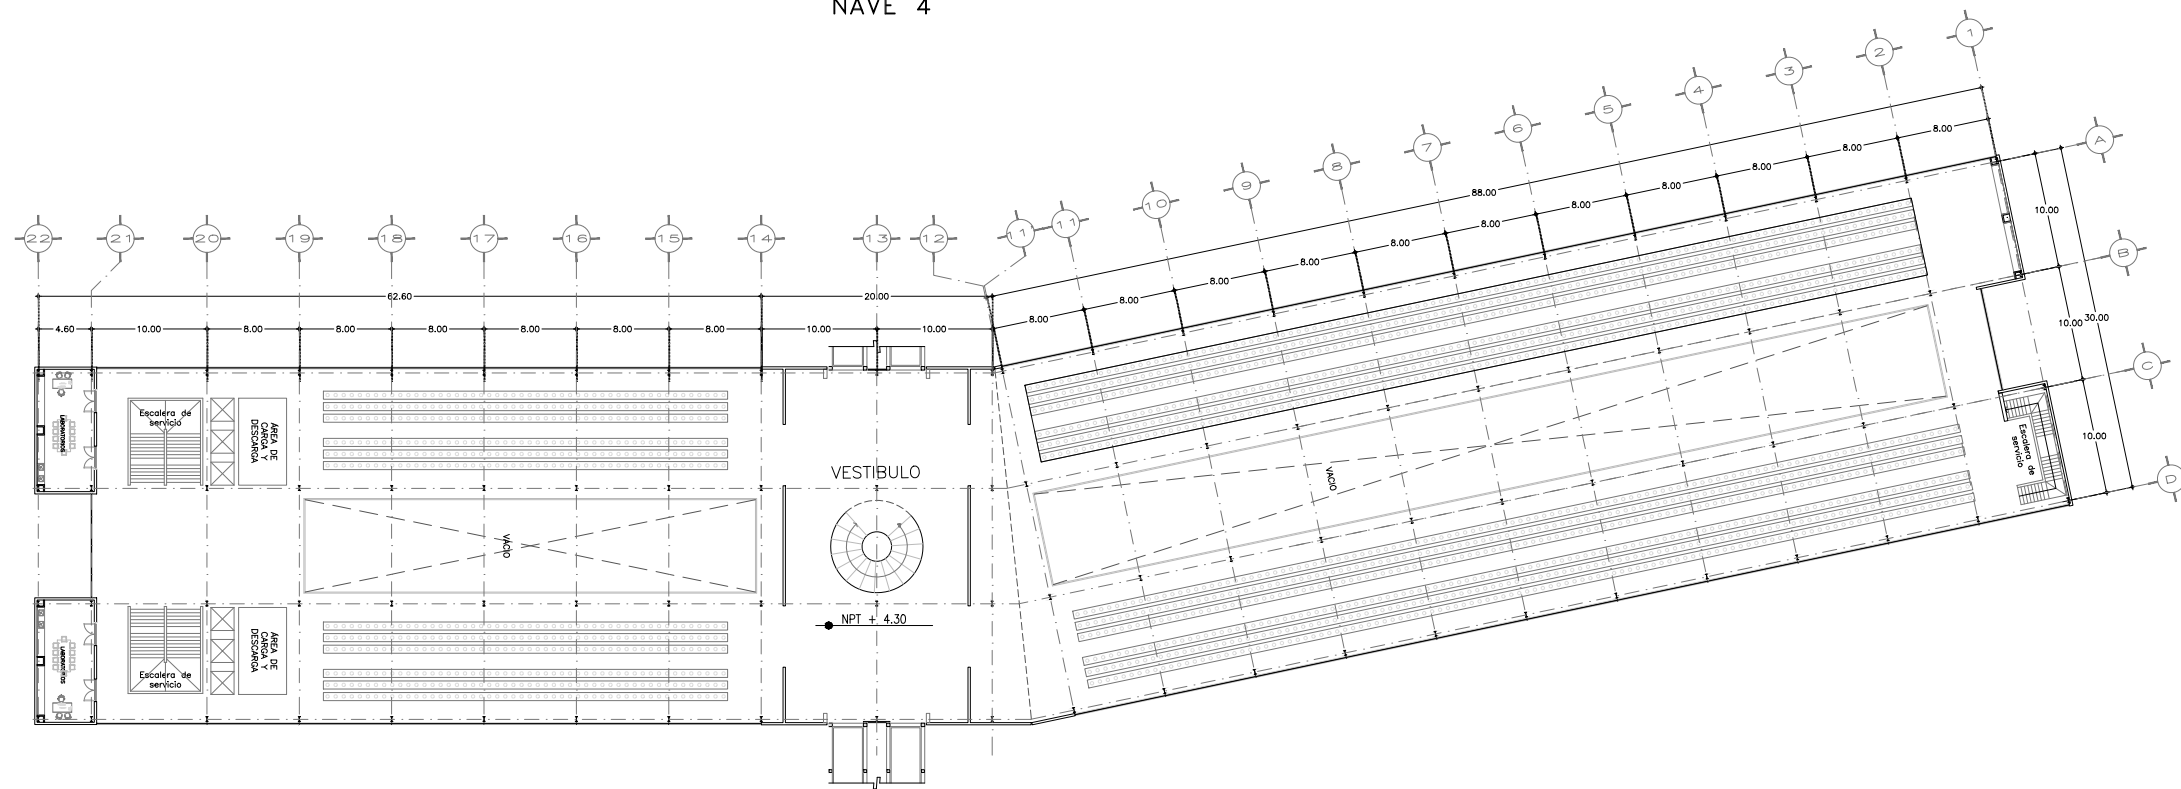 NAVE 4
1
2
3
4
5
6
7
8
9
10
11
11
12
13
14
15
16
17
18
19
20
21
22
A
B
C
D
88.00
8.00
8.00
8.00
8.00
8.00
8.00
8.00
8.00
8.00
8.00
8.00
10.00
10.00
10.00
30.00
62.60
20.00
4.60
10.00
8.00
8.00
8.00
8.00
8.00
8.00
10.00
10.00
LABORATORIOS
Escalera de
servicio
ÁREA DE
CARGA Y
DESCARGA
VACIO
VESTIBULO
NPT + 4.30
VACIO
Escalera de
servicio
LABORATORIOS
Escalera de
servicio
ÁREA DE
CARGA Y
DESCARGA